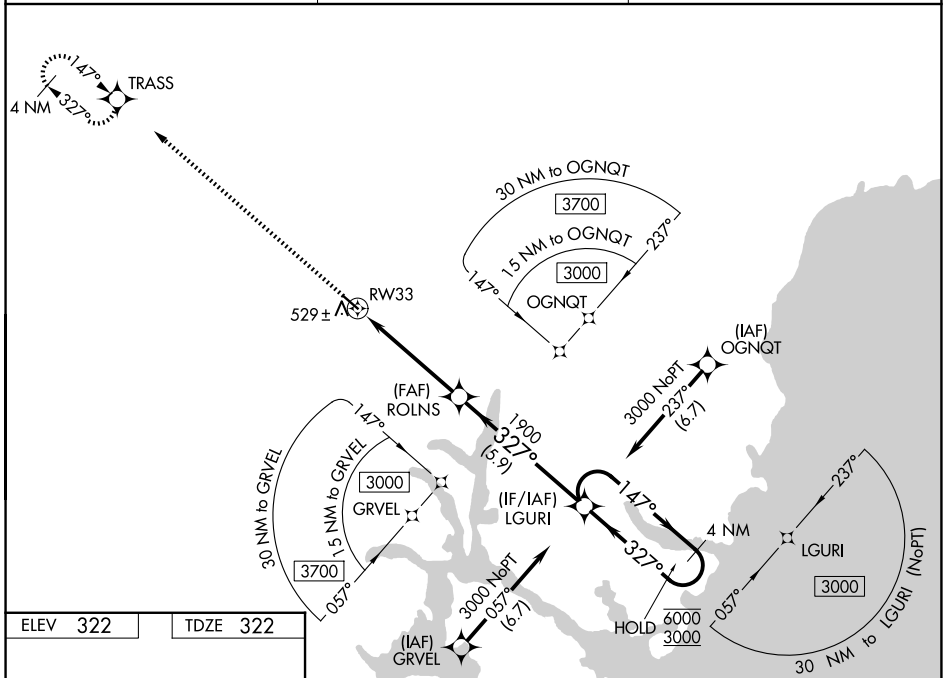 147°
TRASS
4 NM
327°
30 NM to OGNQT
3700
15 NM to OGNQT
237°
147°
3000
OGNQT
RW33
529 ±
(IAF)
OGNQT
3000 NoPT
237°
(6.7)
(FAF)
ROLNS
1900
327°
(5.9)
147°
30 NM to GRVEL
15 NM to GRVEL
3000
GRVEL
3700
057°
(IF/IAF)
LGURI
147°
4 NM
327°
HOLD
6000
3000
237°
LGURI
057°
3000
30 NM to LGURI (NoPT)
3000 NoPT
057°
(6.7)
(IAF)
GRVEL
ELEV 322
TDZE 322